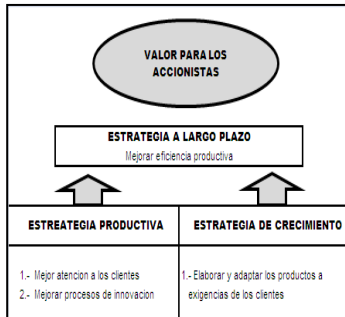 VALOR PARA LOS
ACCIONISTAS
ESTRATEGIA A LARGO PLAZO
Mejorar eficiencia productiva
ESTREATEGIA PRODUCTIVA
1.- Mejor atencion a los clientes
2.- Mejorar procesos de innovacion
ESTRATEGIA DE CRECIMIENTO
1.- Elaborar y adaptar los productos a
exigencias de los clientes